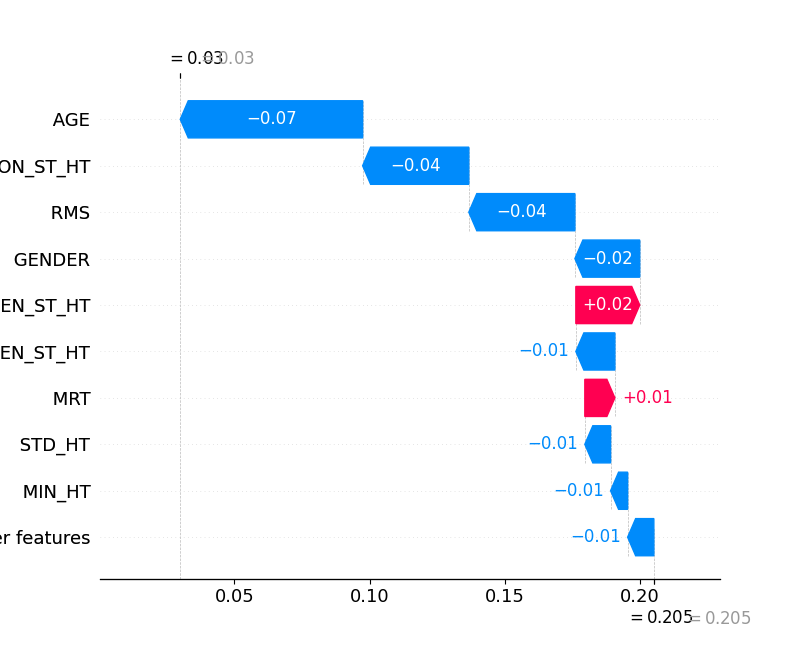 = 0.03 = 0.03
AGE −0.07
ON_ST_HT −0.04
RMS −0.04
GENDER −0.02
EN_ST_HT +0.02
EN_ST_HT −0.01
MRT +0.01
STD_HT −0.01
MIN_HT −0.01
er features −0.01
0.05 0.10 0.15 0.20
= 0.205 = 0.205